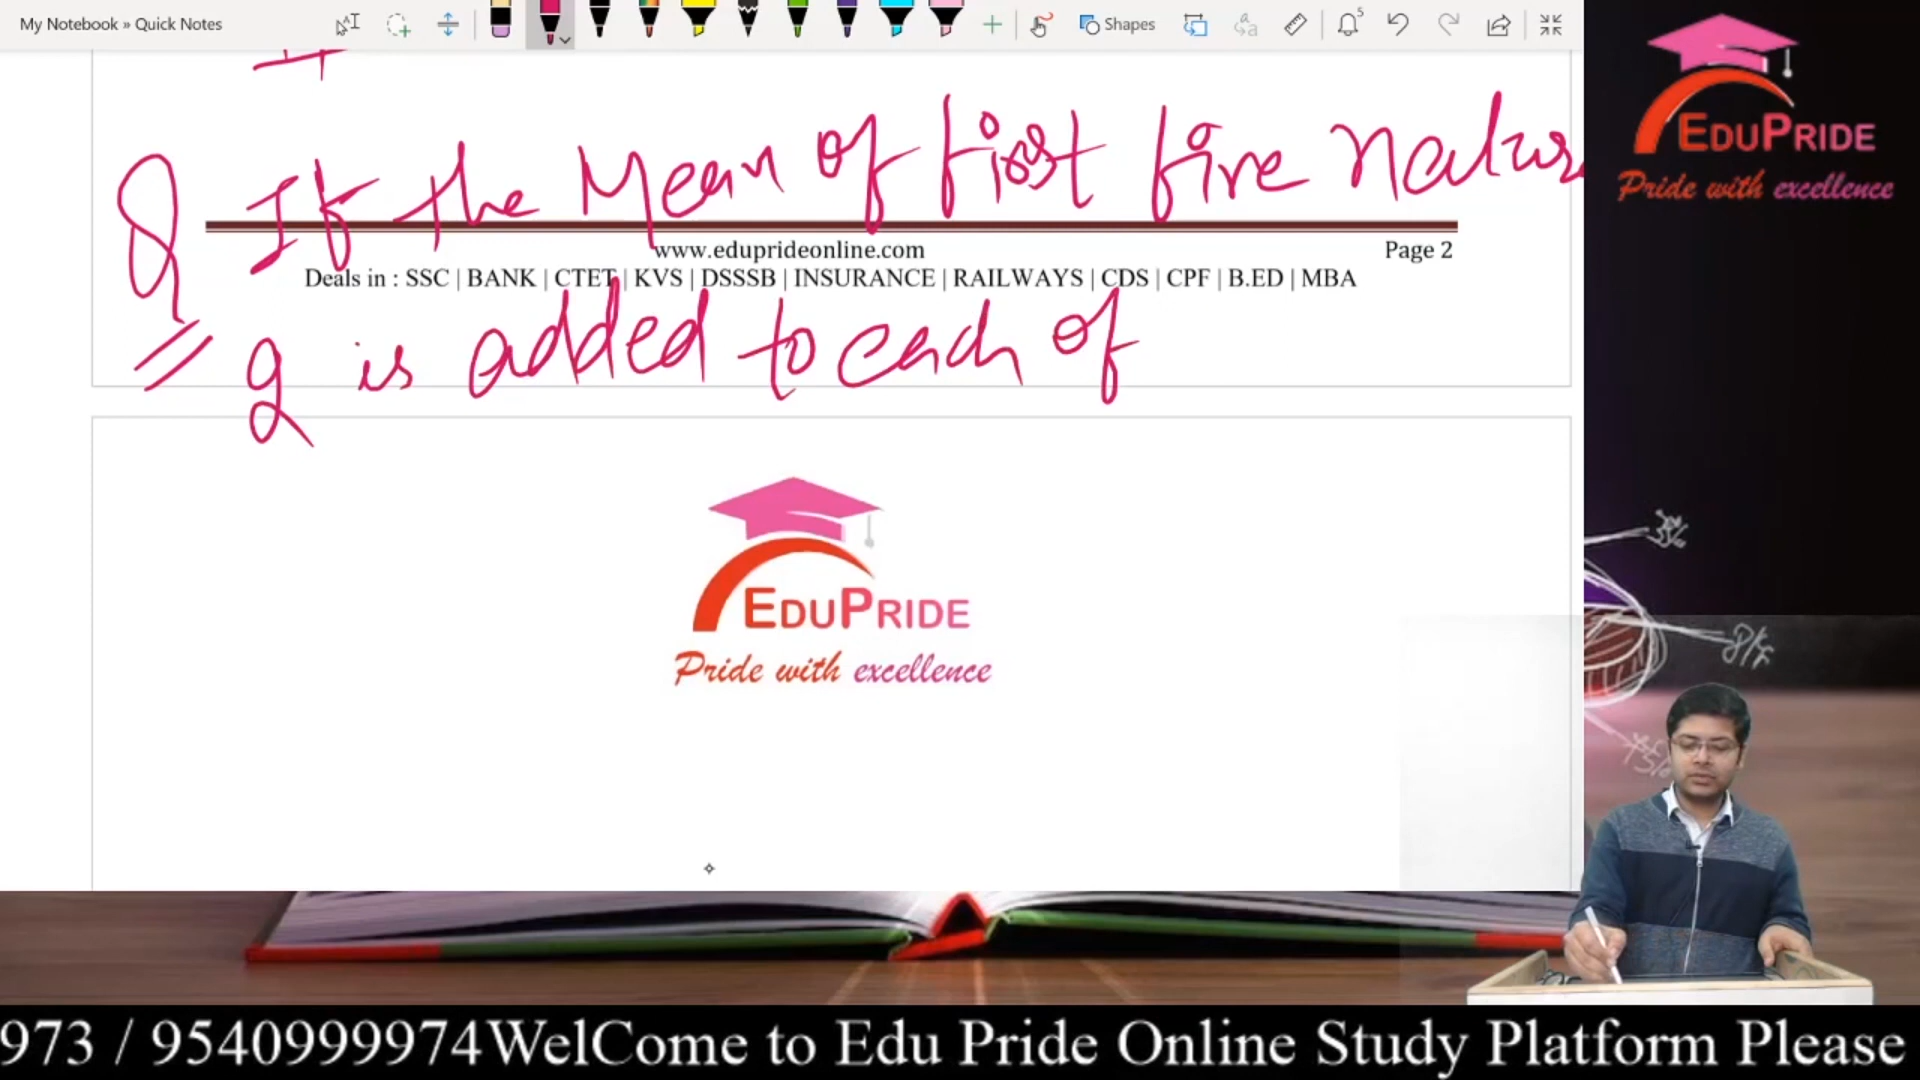 My Notebook » Quick Notes
Shapes
5
EDUPRIDE
Pride with excellence
Q If the Mean of first five natur
www.eduprideonline.com
Page 2
Deals in : SSC | BANK | CTET | KVS | DSSSB | INSURANCE | RAILWAYS | CDS | CPF | B.ED | MBA
is added to each of
EDUPRIDE
Pride with excellence
973 / 9540999974WelCome to Edu Pride Online Study Platform Please